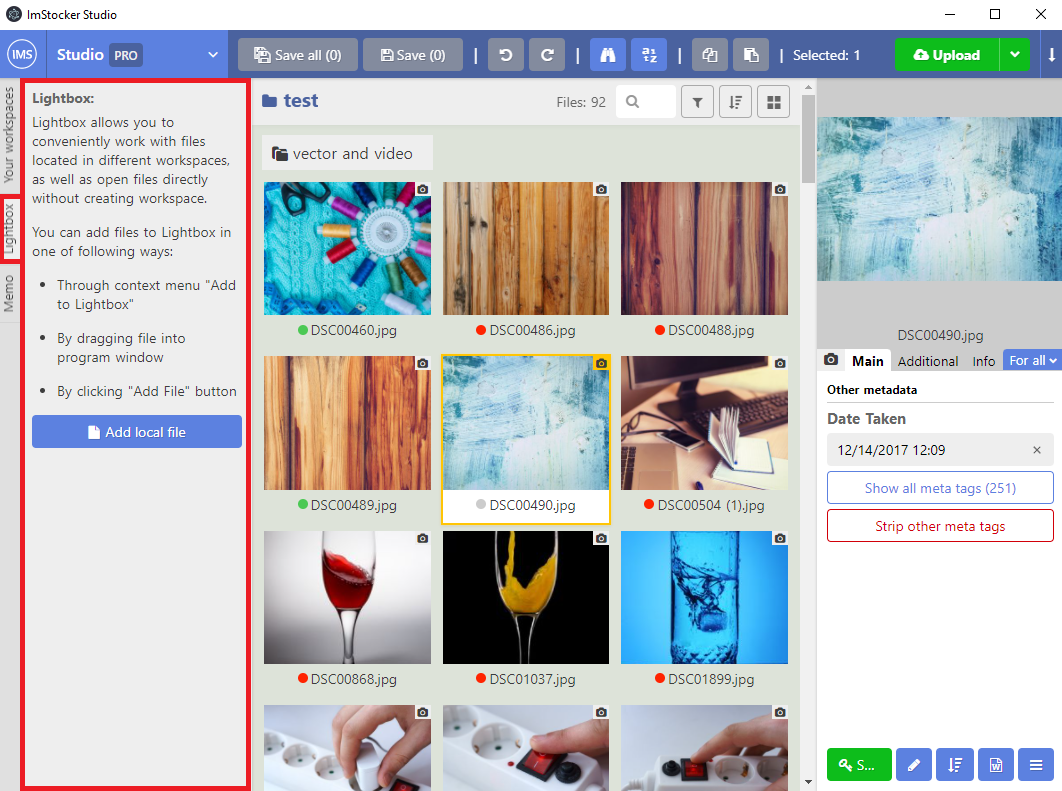 ImStocker Studio
IMS
Studio PRO
Save all (0)
Save (0)
Selected: 1
Upload
Your workspaces
Lightbox
Memo
Lightbox:
Lightbox allows you to
conveniently work with files
located in different workspaces,
as well as open files directly
without creating workspace.
You can add files to Lightbox in
one of following ways:
Through context menu "Add
to Lightbox"
By dragging file into
program window
By clicking "Add File" button
Add local file
test
Files: 92
vector and video
DSC00460.jpg
DSC00486.jpg
DSC00488.jpg
DSC00489.jpg
DSC00490.jpg
DSC00504 (1).jpg
DSC00868.jpg
DSC01037.jpg
DSC01899.jpg
DSC00490.jpg
Main
Additional
Info
For all
Other metadata
Date Taken
12/14/2017 12:09
Show all meta tags (251)
Strip other meta tags
S...